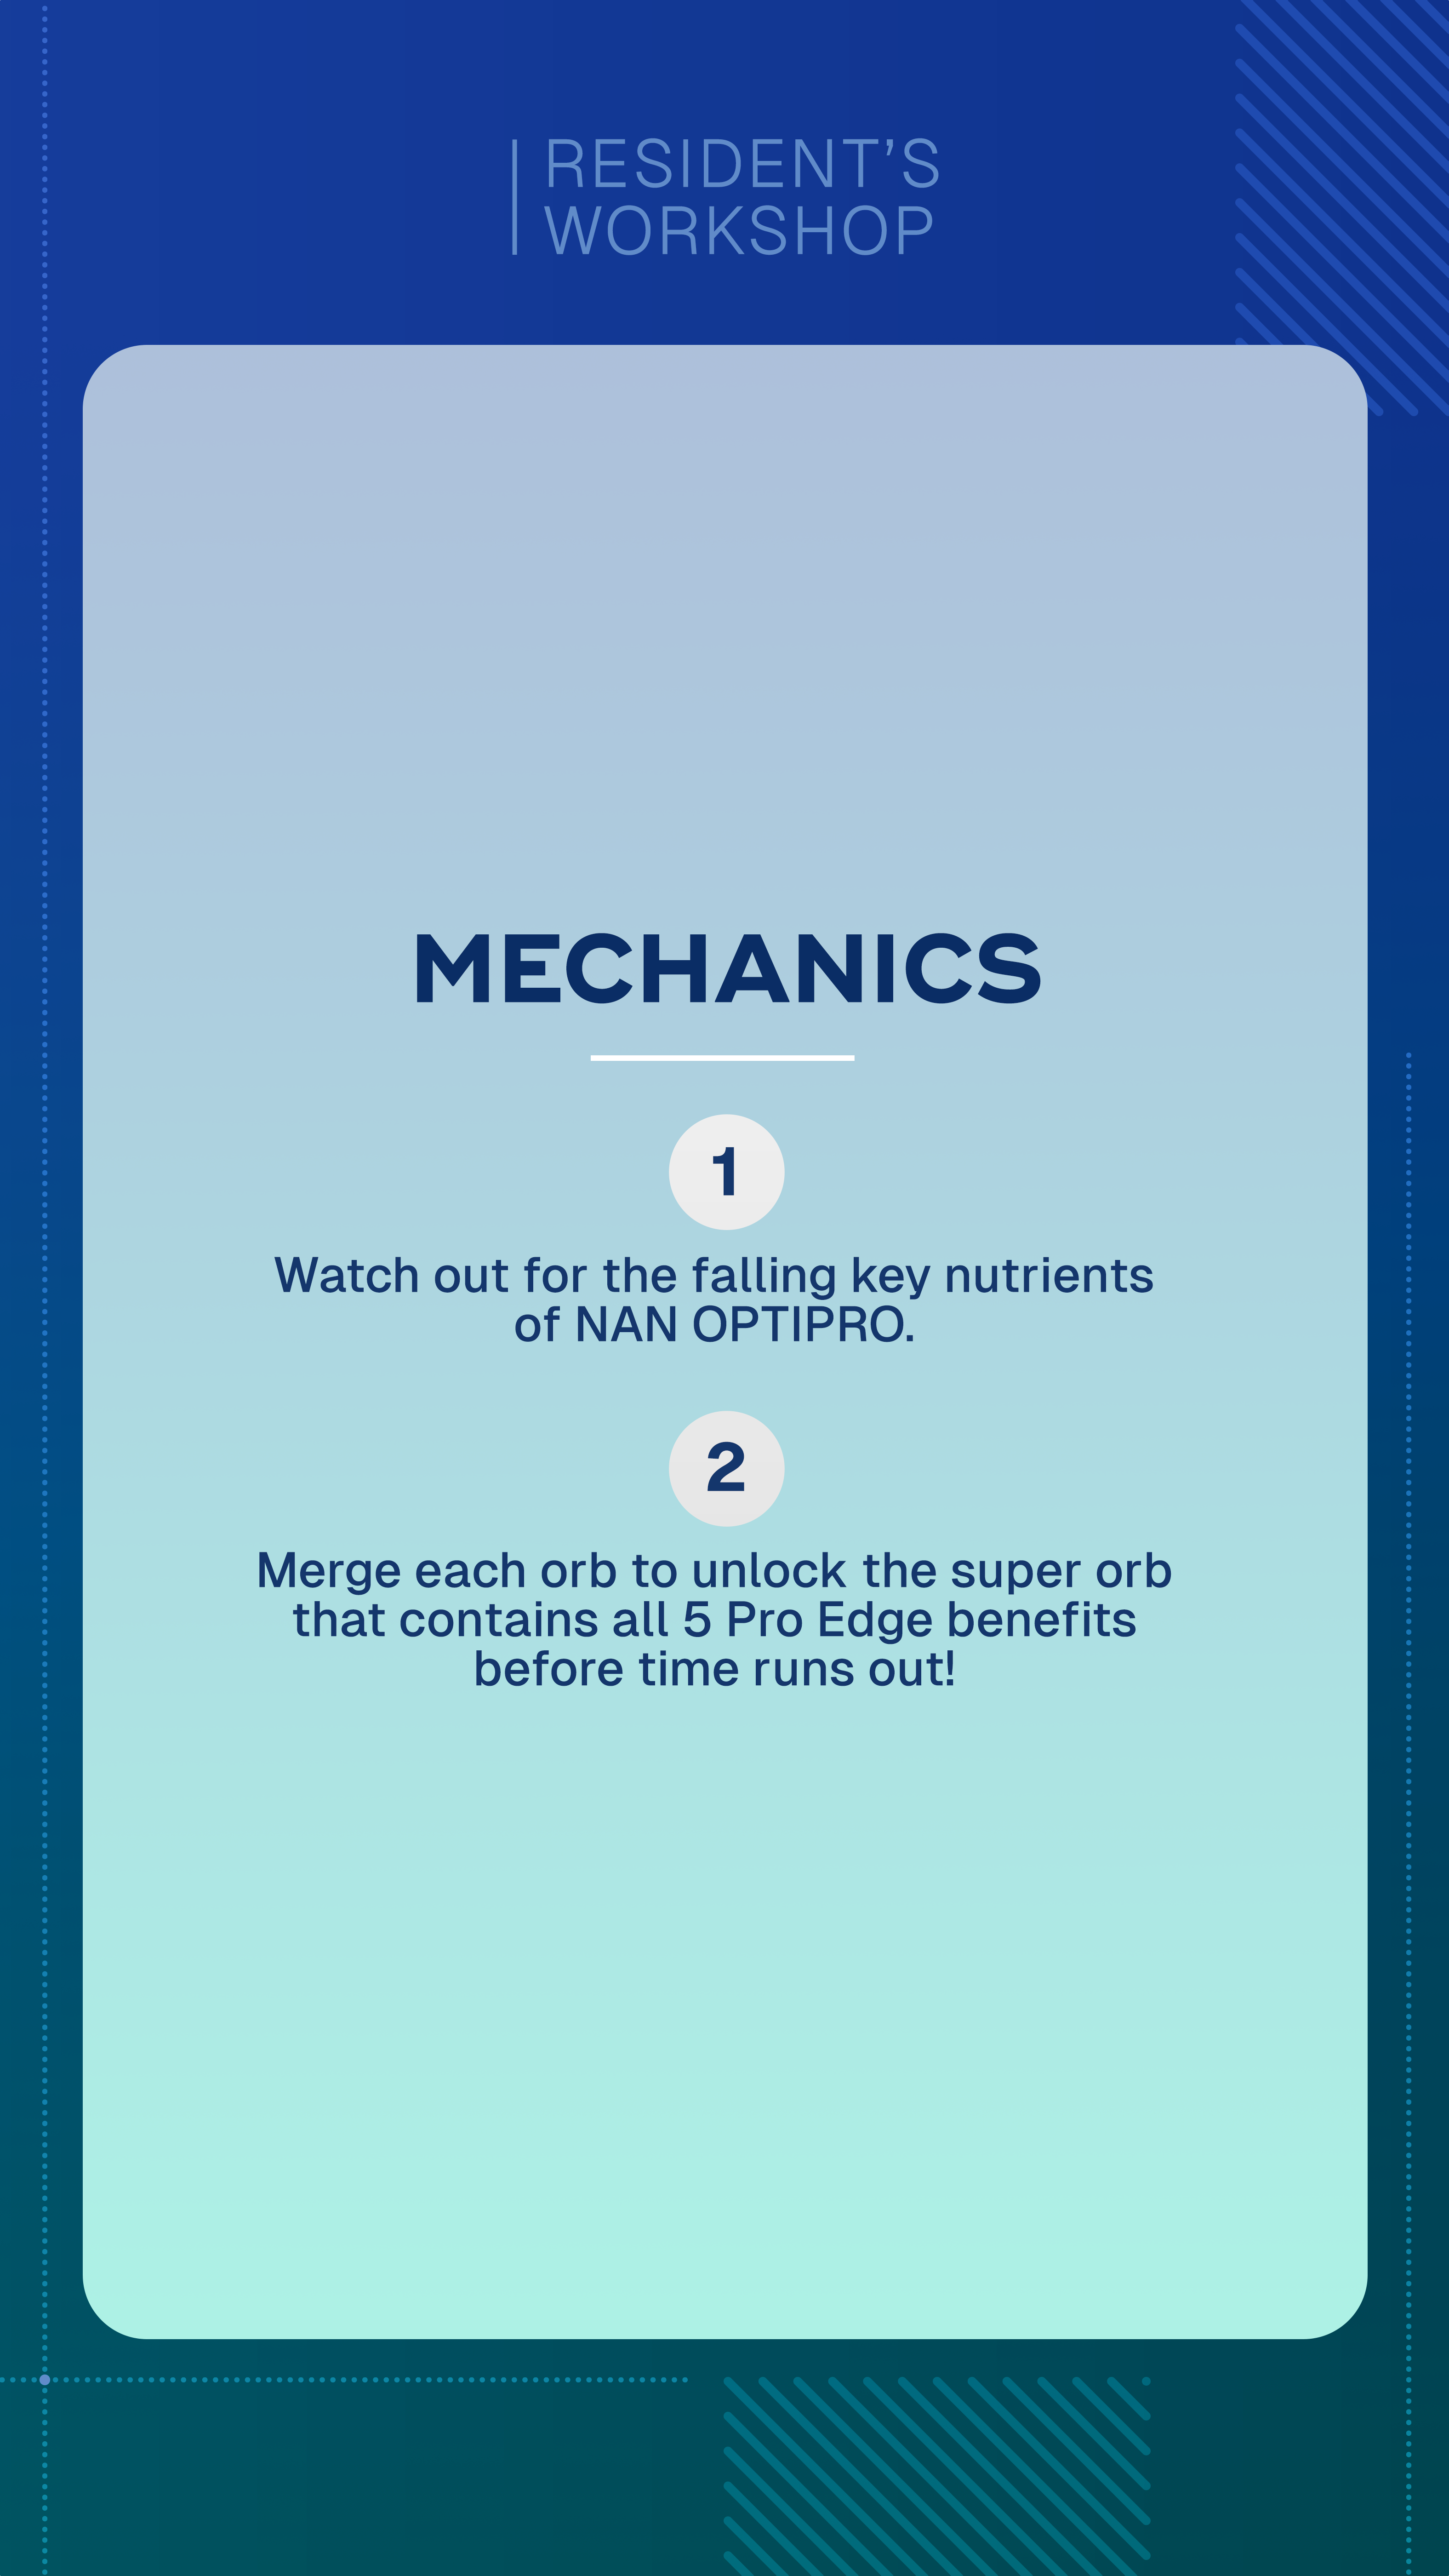 RESIDENT’S
WORKSHOP
MECHANICS
1
Watch out for the falling key nutrients
of NAN OPTIPRO.
2
Merge each orb to unlock the super orb
that contains all 5 Pro Edge benefits
before time runs out!